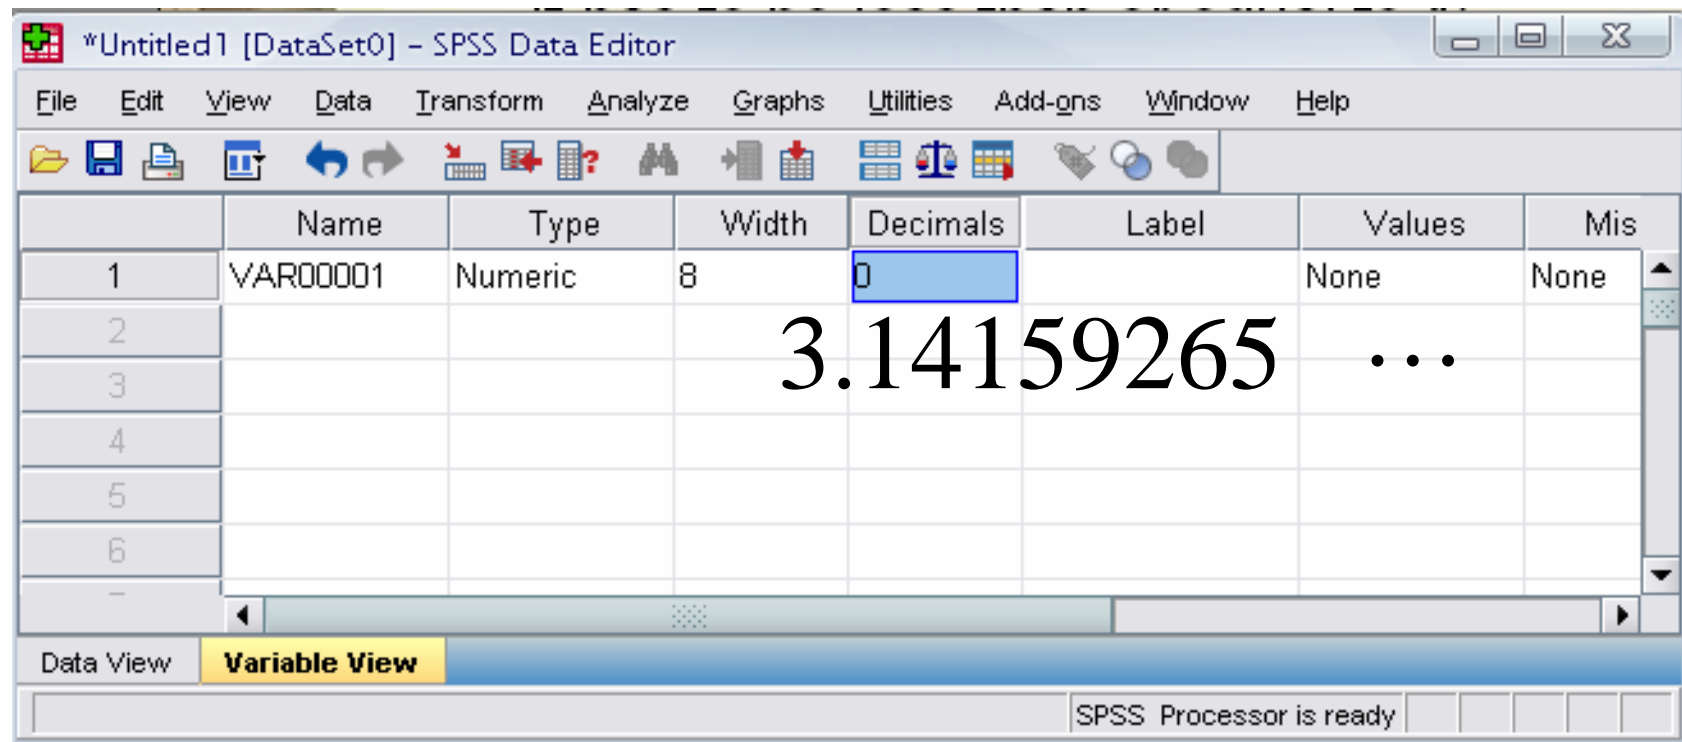 *Untitled1 [DataSet0] – SPSS Data Editor
File Edit View Data Transform Analyze Graphs Utilities Add-ons Window Help
Name Type Width Decimals Label Values Mis
1 VAR00001 Numeric 8 0 None None
2
3.14159265 …
3
4
5
6
Data View Variable View
SPSS Processor is ready